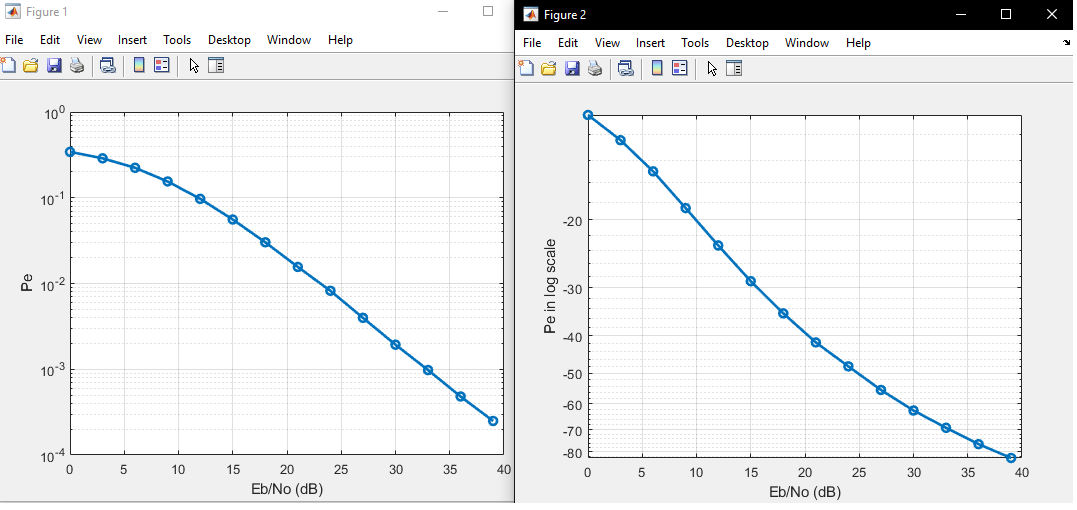 Figure 1
File Edit View Insert Tools Desktop Window Help
10^0
10^-1
10^-2
10^-3
10^-4
Pe
0 5 10 15 20 25 30 35 40
Eb/No (dB)
Figure 2
File Edit View Insert Tools Desktop Window Help
-20
-30
-40
-50
-60
-70
-80
Pe in log scale
0 5 10 15 20 25 30 35 40
Eb/No (dB)